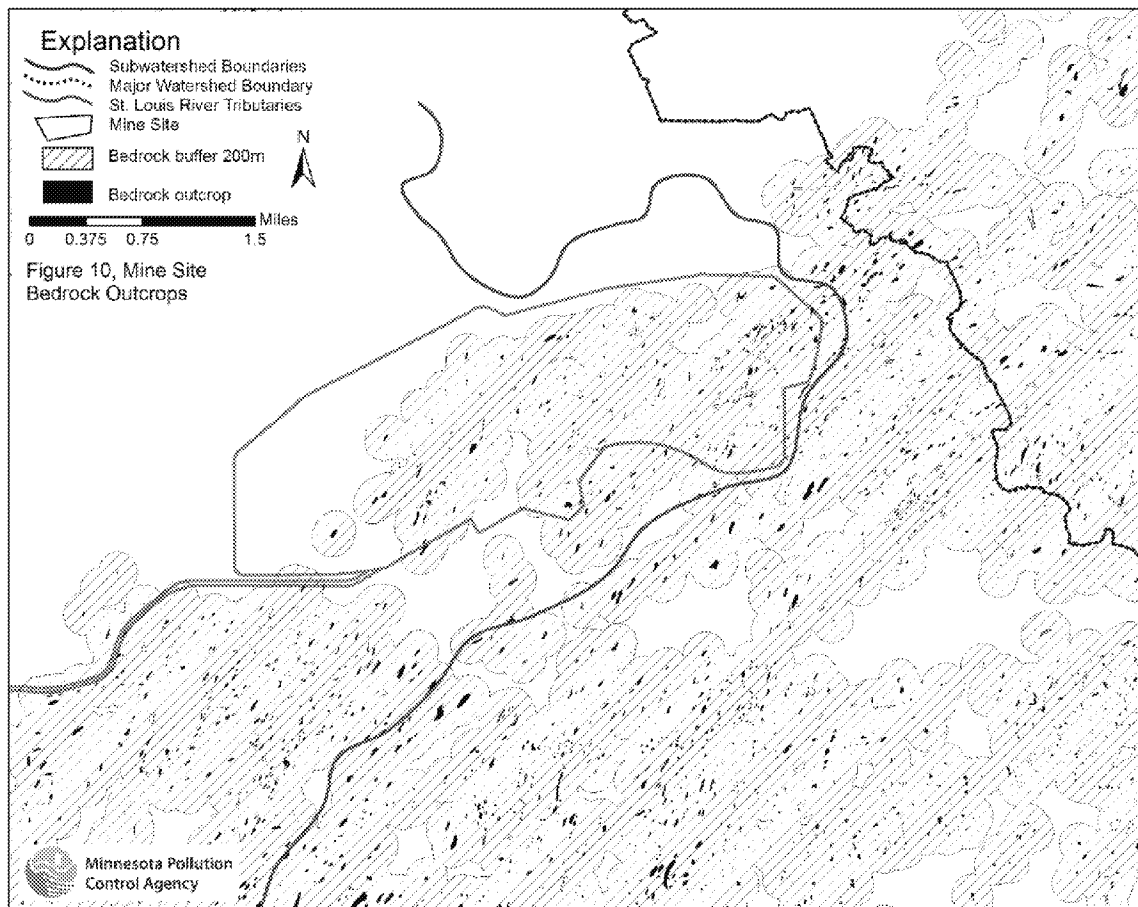 Explanation
Subwatershed Boundaries
Major Watershed Boundary
St. Louis River Tributaries
Mine Site
N
Bedrock buffer 200m
Bedrock outcrop
Miles
0 0.375 0.75 1.5
Figure 10, Mine Site
Bedrock Outcrops
Minnesota Pollution
Control Agency